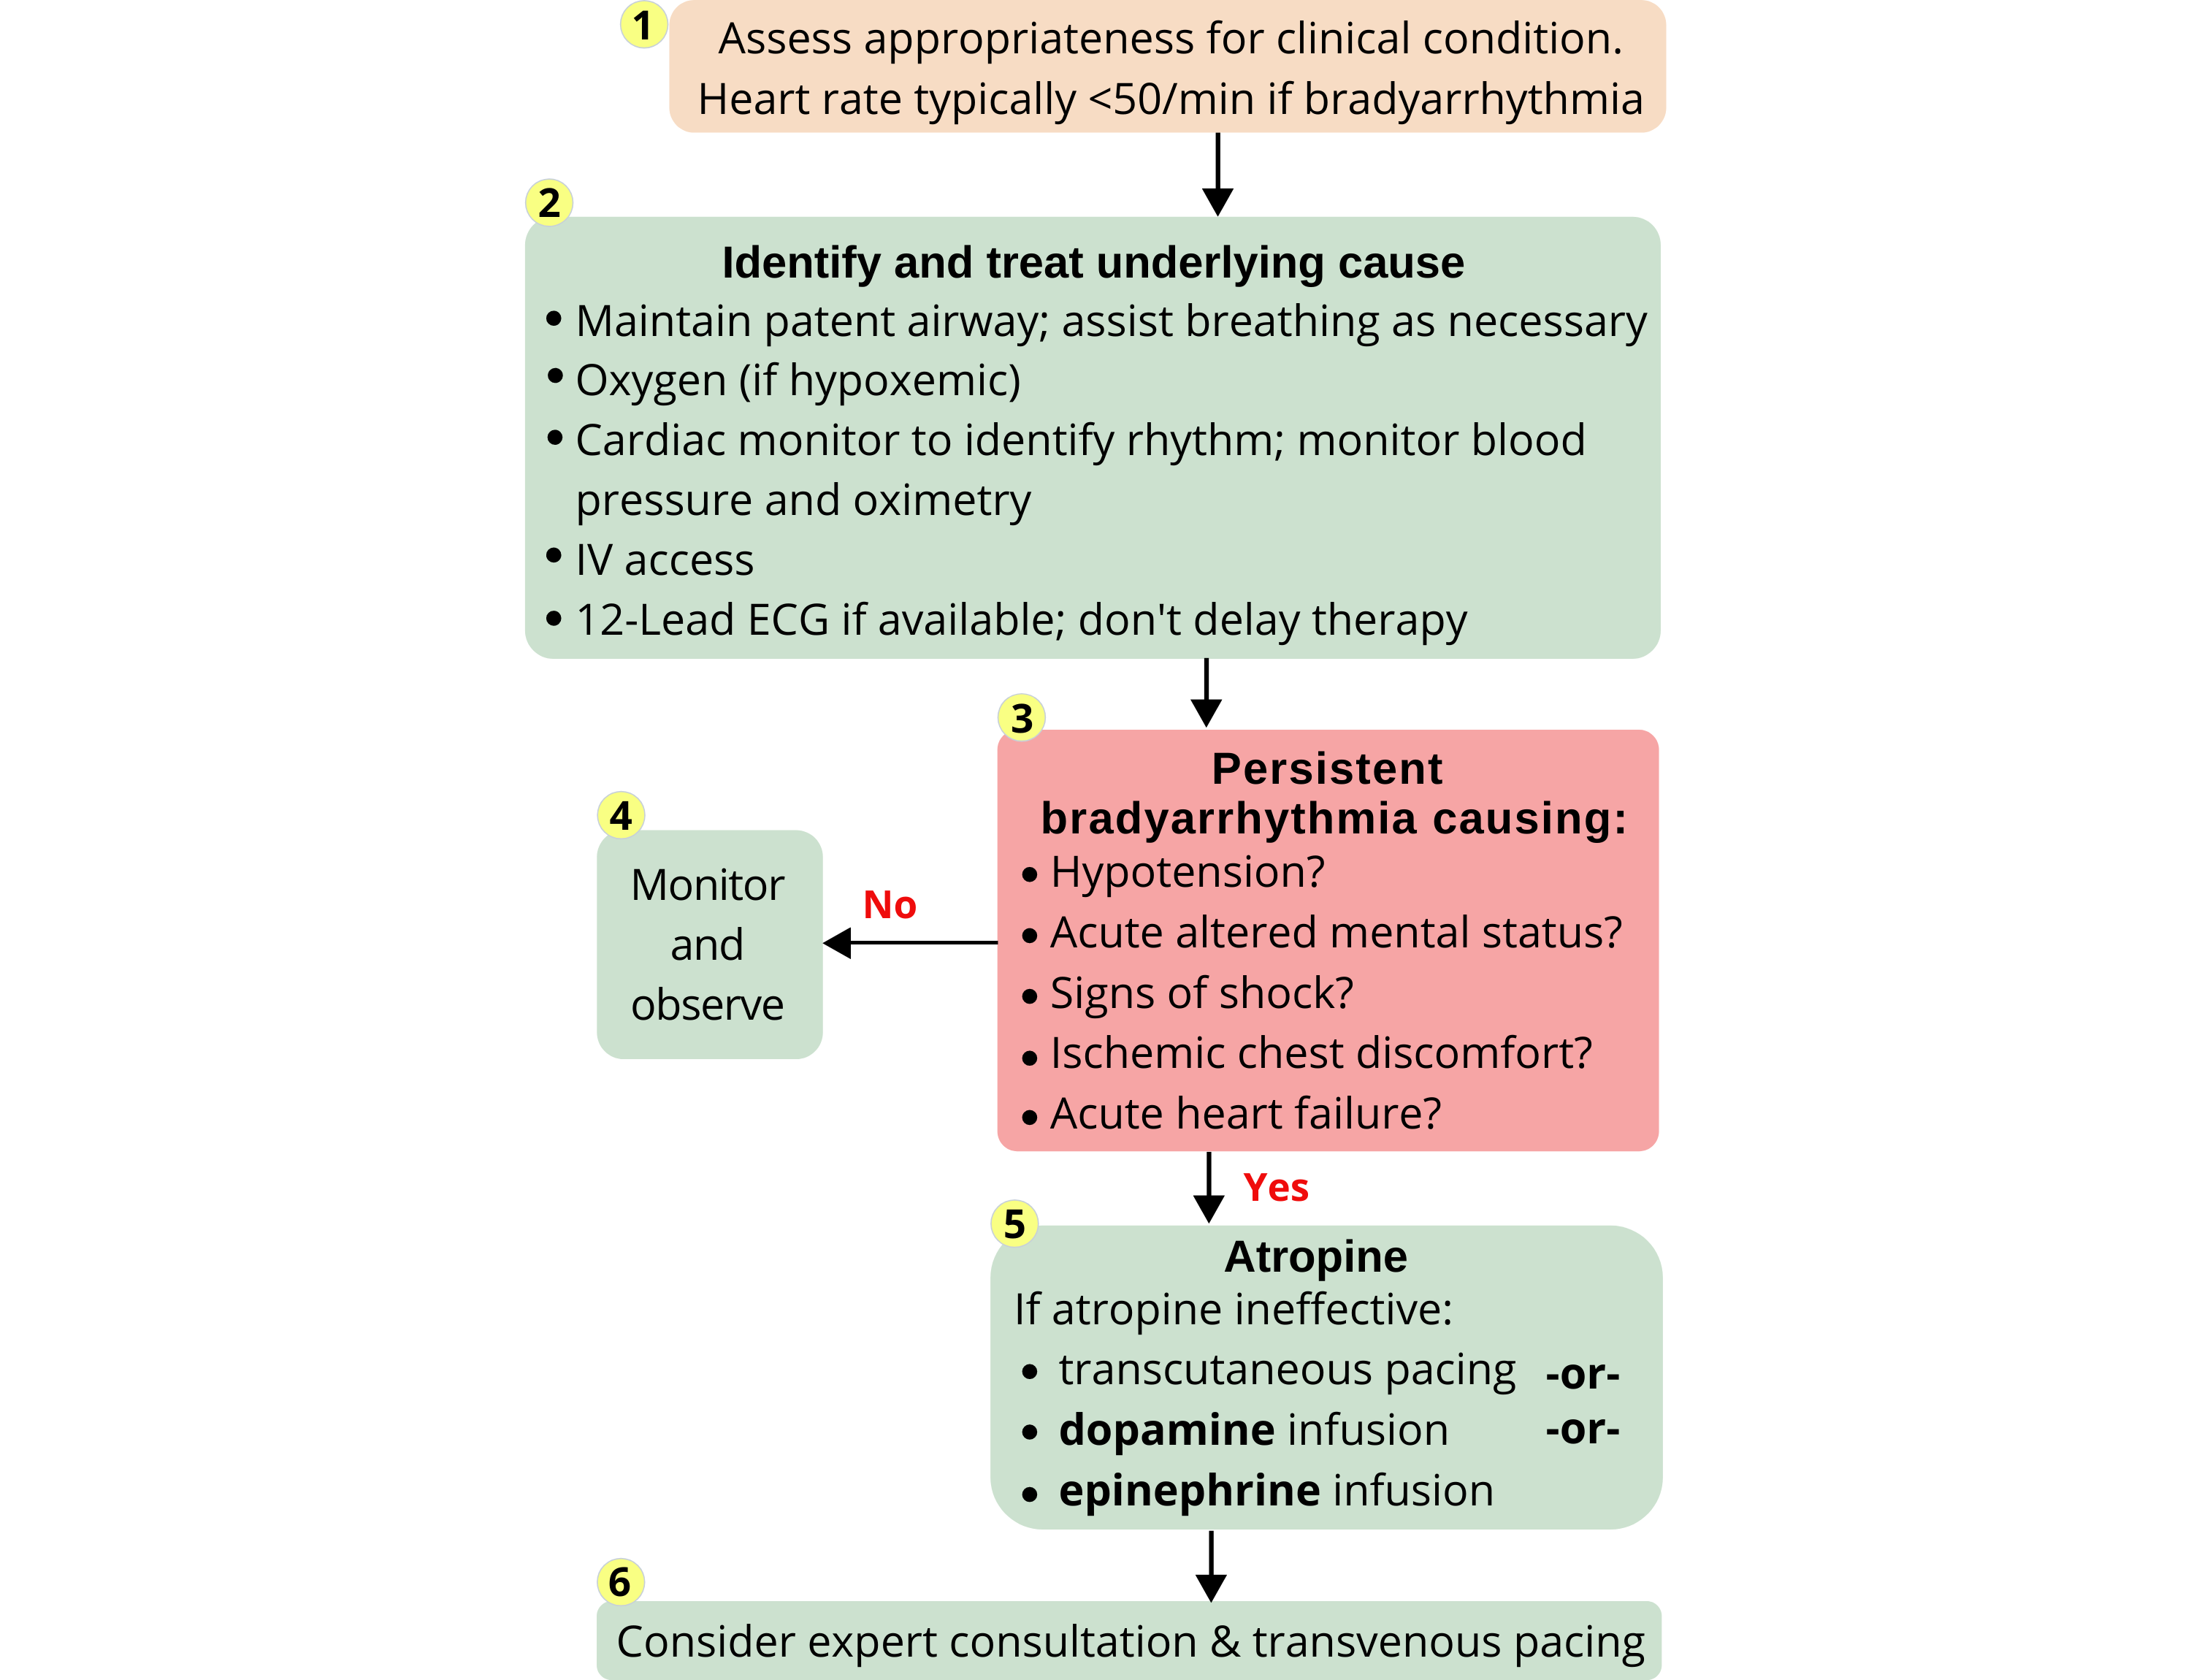 1
Assess appropriateness for clinical condition.
Heart rate typically <50/min if bradyarrhythmia
2
Identify and treat underlying cause
• Maintain patent airway; assist breathing as necessary
• Oxygen (if hypoxemic)
• Cardiac monitor to identify rhythm; monitor blood
pressure and oximetry
• IV access
• 12-Lead ECG if available; don't delay therapy
3
Persistent
bradyarrhythmia causing:
• Hypotension?
• Acute altered mental status?
• Signs of shock?
• Ischemic chest discomfort?
• Acute heart failure?
No
4
Monitor
and
observe
Yes
5
Atropine
If atropine ineffective:
• transcutaneous pacing -or-
• dopamine infusion -or-
• epinephrine infusion
6
Consider expert consultation & transvenous pacing